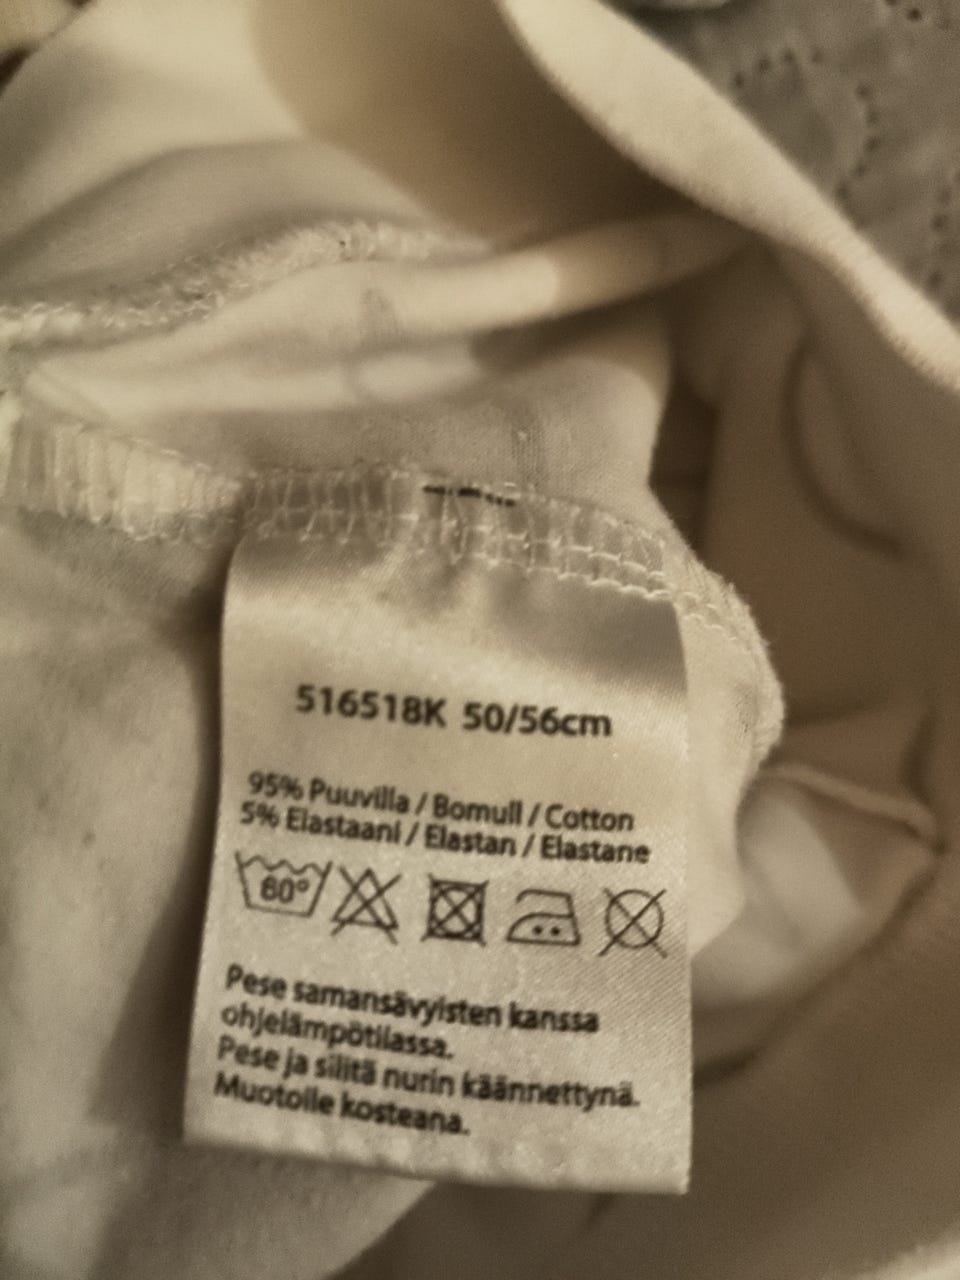 516518K 50/56cm
95% Puuvilla / Bomull / Cotton
5% Elastaani / Elastan / Elastane
60°
Pese samansävyisten kanssa
ohjelämpötilassa.
Pese ja silitä nurin käännettynä.
Muotoile kosteana.